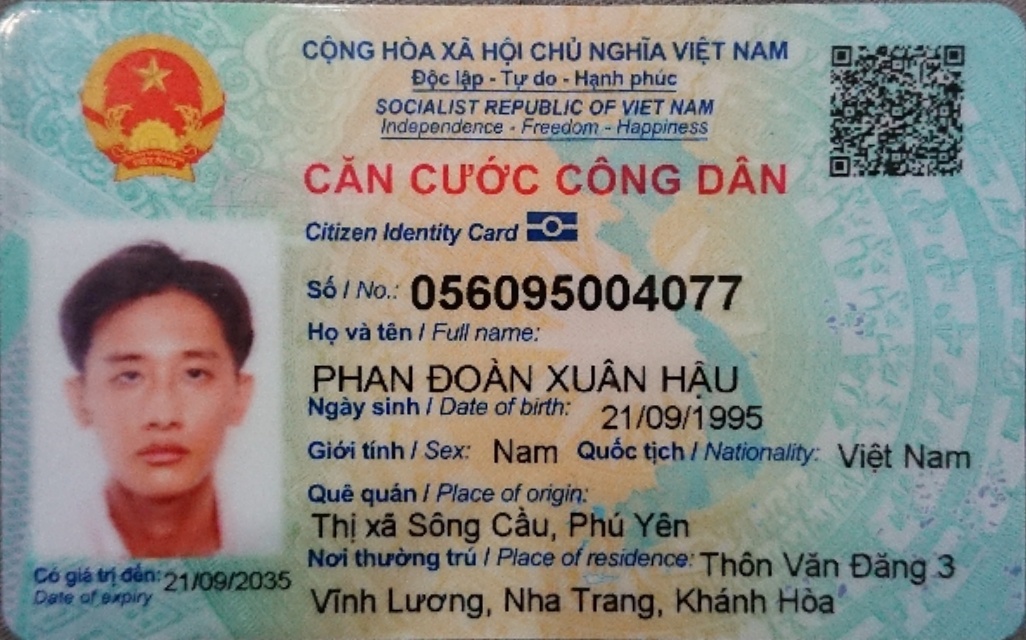 CỘNG HÒA XÃ HỘI CHỦ NGHĨA VIỆT NAM
Độc lập - Tự do - Hạnh phúc
SOCIALIST REPUBLIC OF VIET NAM
Independence - Freedom - Happiness
CĂN CƯỚC CÔNG DÂN
Citizen Identity Card
Số / No.: 056095004077
Họ và tên / Full name:
PHAN ĐOÀN XUÂN HẬU
Ngày sinh / Date of birth: 21/09/1995
Giới tính / Sex: Nam Quốc tịch / Nationality: Việt Nam
Quê quán / Place of origin:
Thị xã Sông Cầu, Phú Yên
Nơi thường trú / Place of residence: Thôn Văn Đăng 3
Vĩnh Lương, Nha Trang, Khánh Hòa
Có giá trị đến: 21/09/2035
Date of expiry
VIỆT NAM